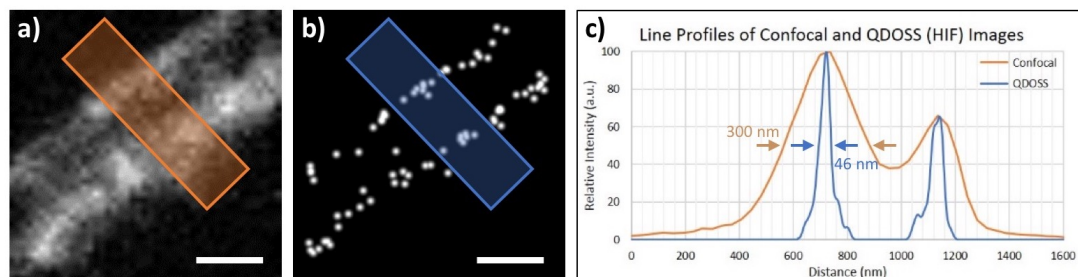 a)
b)
c)
Line Profiles of Confocal and QDOSS (HIF) Images
Confocal
QDOSS
300 nm
46 nm
Relative Intensity (a.u.)
100
80
60
40
20
0
0 200 400 600 800 1000 1200 1400 1600
Distance (nm)